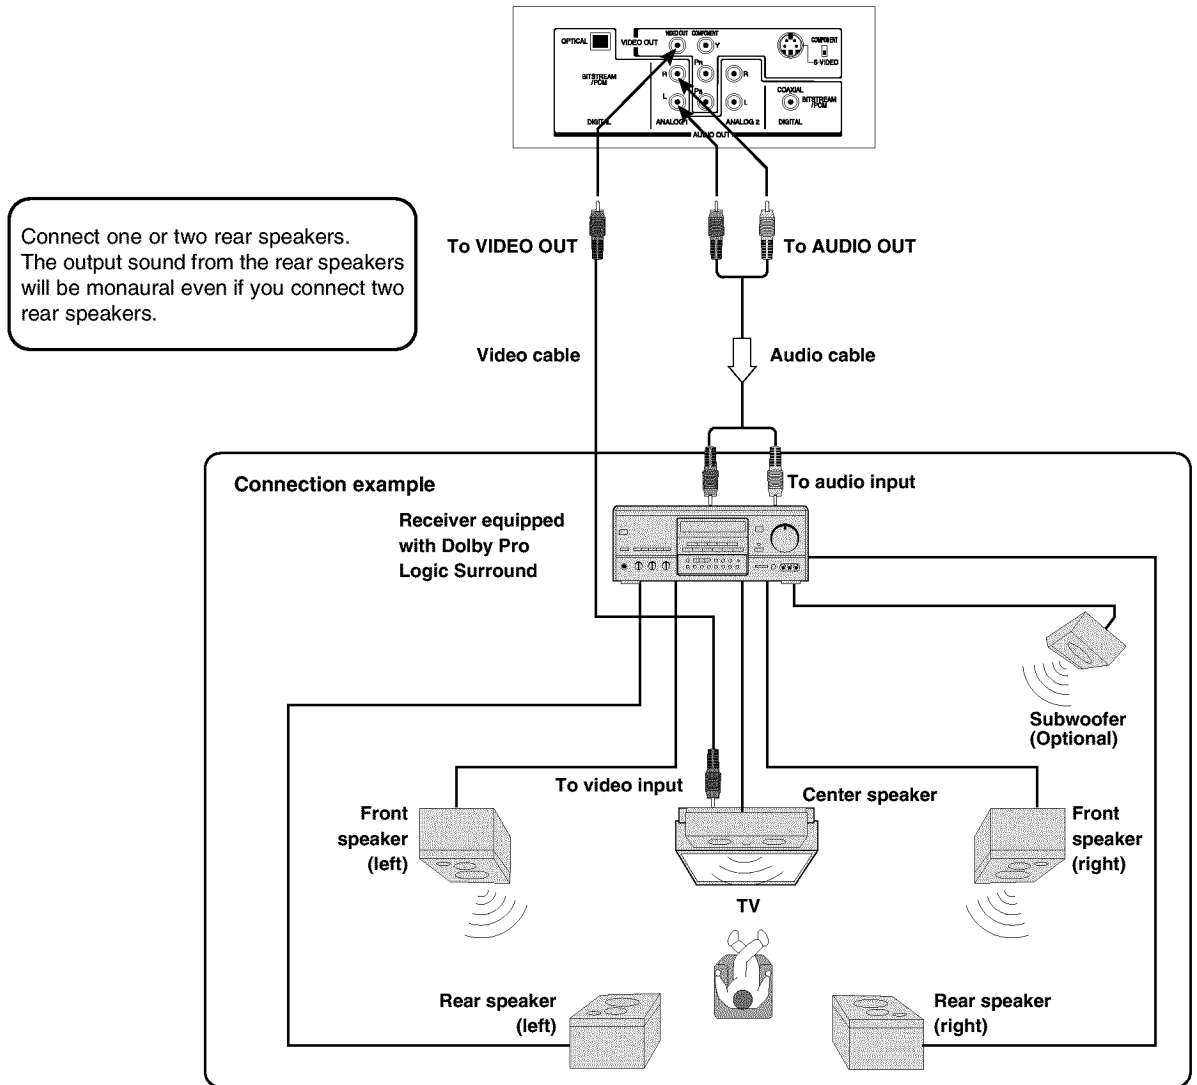 OPTICAL
VIDEO OUT
VIDEO OUT
COMPONENT
Y
COMPONENT
S-VIDEO
BITSTREAM
/PCM
R
PR
R
L
PB
L
COAXIAL
BITSTREAM
/PCM
DIGITAL
ANALOG 1
ANALOG 2
DIGITAL
AUDIO OUT
Connect one or two rear speakers.
The output sound from the rear speakers
will be monaural even if you connect two
rear speakers.
To VIDEO OUT
To AUDIO OUT
Video cable
Audio cable
Connection example
To audio input
Receiver equipped
with Dolby Pro
Logic Surround
Subwoofer
(Optional)
To video input
Center speaker
Front
speaker
(left)
Front
speaker
(right)
TV
Rear speaker
(left)
Rear speaker
(right)